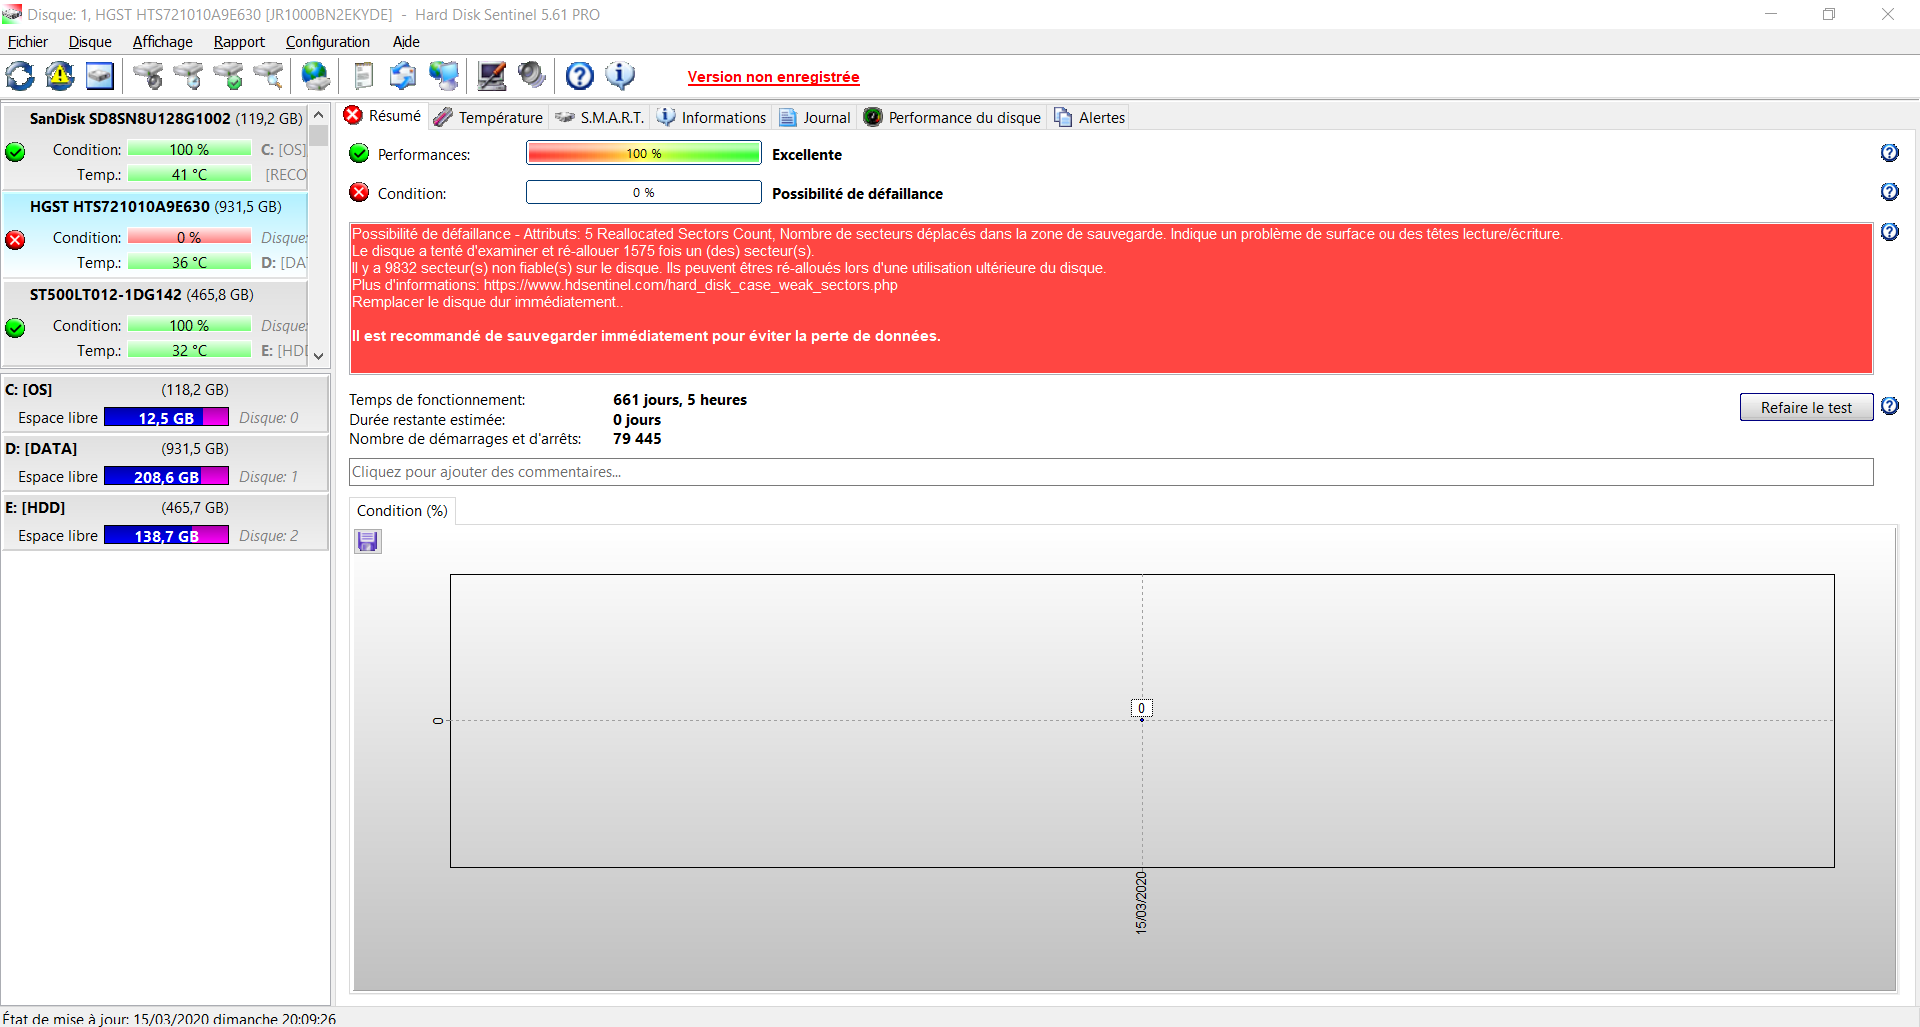 Disque: 1, HGST HTS721010A9E630 [JR1000BN2EKYDE]  -  Hard Disk Sentinel 5.61 PRO
Fichier Disque Affichage Rapport Configuration Aide
Version non enregistrée
SanDisk SD8SN8U128G1002 (119,2 GB)
Condition: 100 % C: [OS]
Temp.: 41 °C [RECO
HGST HTS721010A9E630 (931,5 GB)
Condition: 0 % Disque:
Temp.: 36 °C D: [DA
ST500LT012-1DG142 (465,8 GB)
Condition: 100 % Disque:
Temp.: 32 °C E: [HDI
C: [OS] (118,2 GB)
Espace libre 12,5 GB Disque: 0
D: [DATA] (931,5 GB)
Espace libre 208,6 GB Disque: 1
E: [HDD] (465,7 GB)
Espace libre 138,7 GB Disque: 2
Résumé Température S.M.A.R.T. Informations Journal Performance du disque Alertes
Performances: 100 % Excellente
Condition: 0 % Possibilité de défaillance
Possibilité de défaillance - Attributs: 5 Reallocated Sectors Count, Nombre de secteurs déplacés dans la zone de sauvegarde. Indique un problème de surface ou des têtes lecture/écriture.
Le disque a tenté d'examiner et ré-allouer 1575 fois un (des) secteur(s).
Il y a 9832 secteur(s) non fiable(s) sur le disque. Ils peuvent êtres ré-alloués lors d'une utilisation ultérieure du disque.
Plus d'informations: https://www.hdsentinel.com/hard_disk_case_weak_sectors.php
Remplacer le disque dur immédiatement..
Il est recommandé de sauvegarder immédiatement pour éviter la perte de données.
Temps de fonctionnement: 661 jours, 5 heures
Durée restante estimée: 0 jours
Nombre de démarrages et d'arrêts: 79 445
Refaire le test
Cliquez pour ajouter des commentaires...
Condition (%)
0
0
15/03/2020
État de mise à jour: 15/03/2020 dimanche 20:09:26